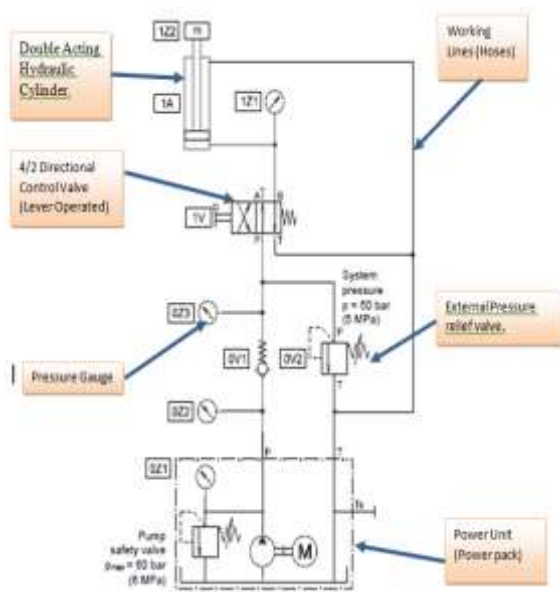 1Z2
m
Double Acting
Hydraulic
Cylinder.
Working
Lines (Hoses)
1A
1Z1
4/2 Directional
Control Valve
(Lever Operated)
A
B
1V
P
T
System
pressure
p = 60 bar
(6 MPa)
0Z3
P
External Pressure
relief valve.
0V1
0V2
Pressure Gauge
T
0Z2
P
T
0Z1
Pump
safety valve
= 60 bar
(6 MPa)
M
Power Unit
(Power pack)